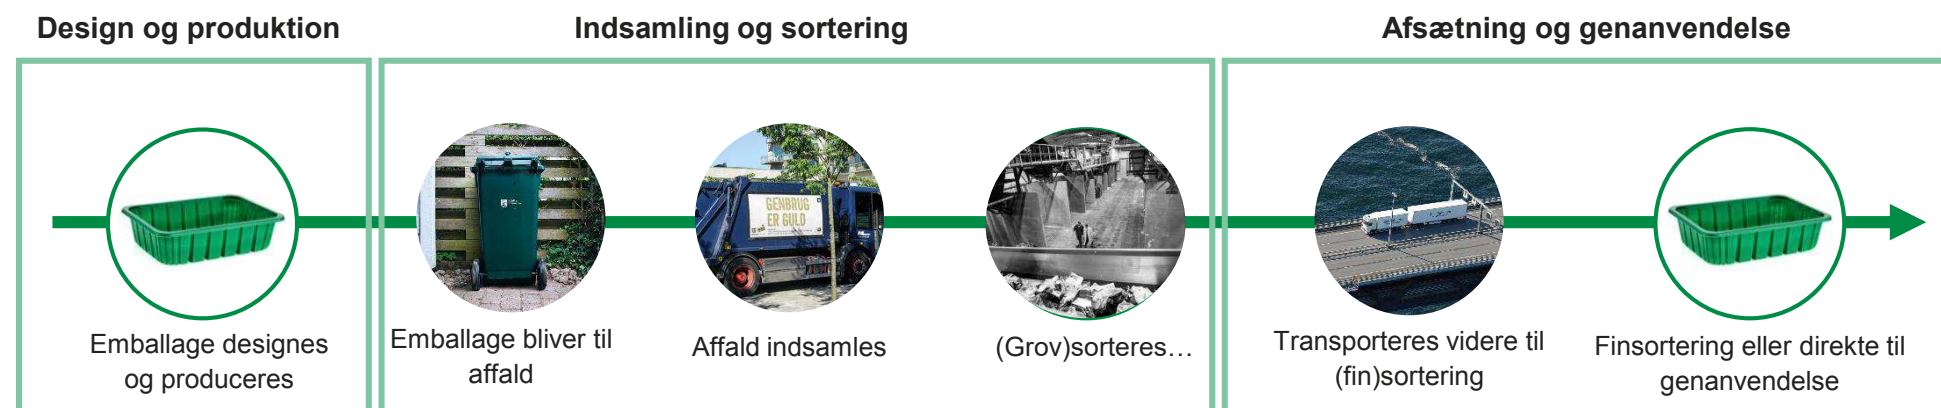 Design og produktion
Indsamling og sortering
Afsætning og genanvendelse
GENBRUG
ER GULD
Emballage designes
og produceres
Emballage bliver til
affald
Affald indsamles
(Grov)sorteres…
Transporteres videre til
(fin)sortering
Finsortering eller direkte til
genanvendelse